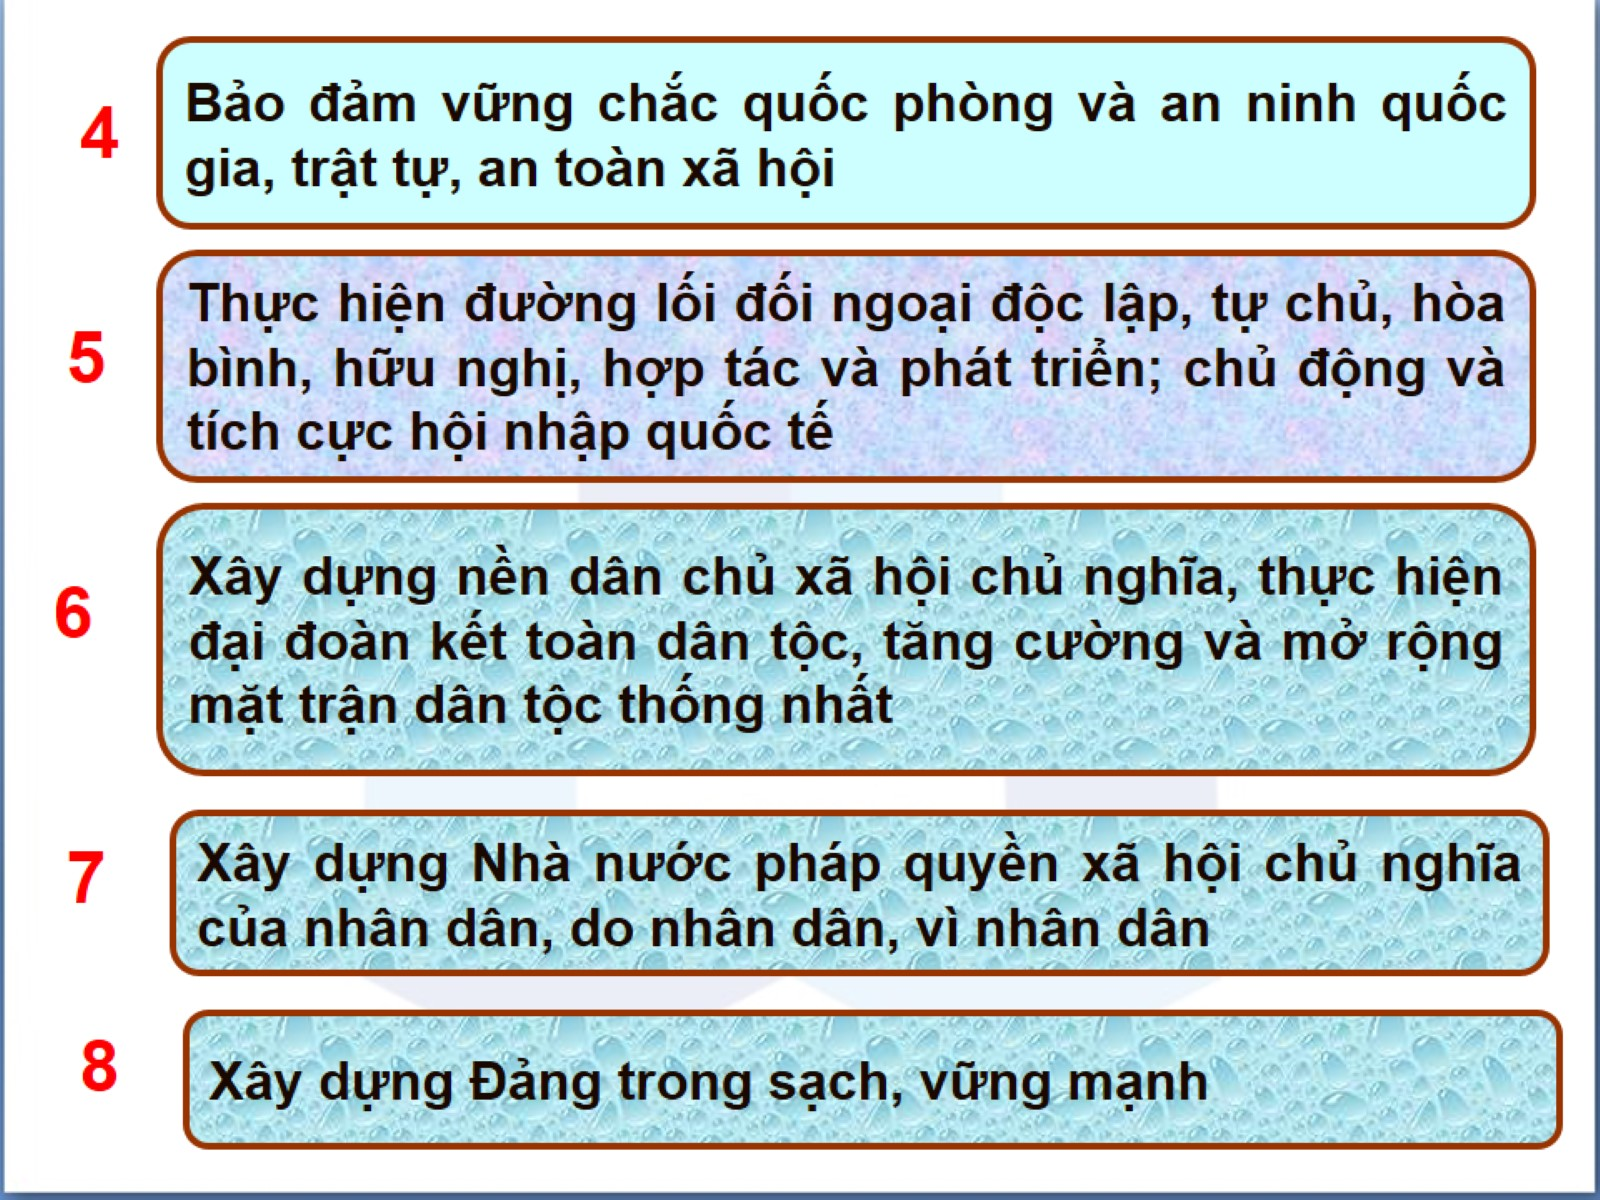 4
Bảo đảm vững chắc quốc phòng và an ninh quốc
gia, trật tự, an toàn xã hội
5
Thực hiện đường lối đối ngoại độc lập, tự chủ, hòa
bình, hữu nghị, hợp tác và phát triển; chủ động và
tích cực hội nhập quốc tế
6
Xây dựng nền dân chủ xã hội chủ nghĩa, thực hiện
đại đoàn kết toàn dân tộc, tăng cường và mở rộng
mặt trận dân tộc thống nhất
7
Xây dựng Nhà nước pháp quyền xã hội chủ nghĩa
của nhân dân, do nhân dân, vì nhân dân
8
Xây dựng Đảng trong sạch, vững mạnh